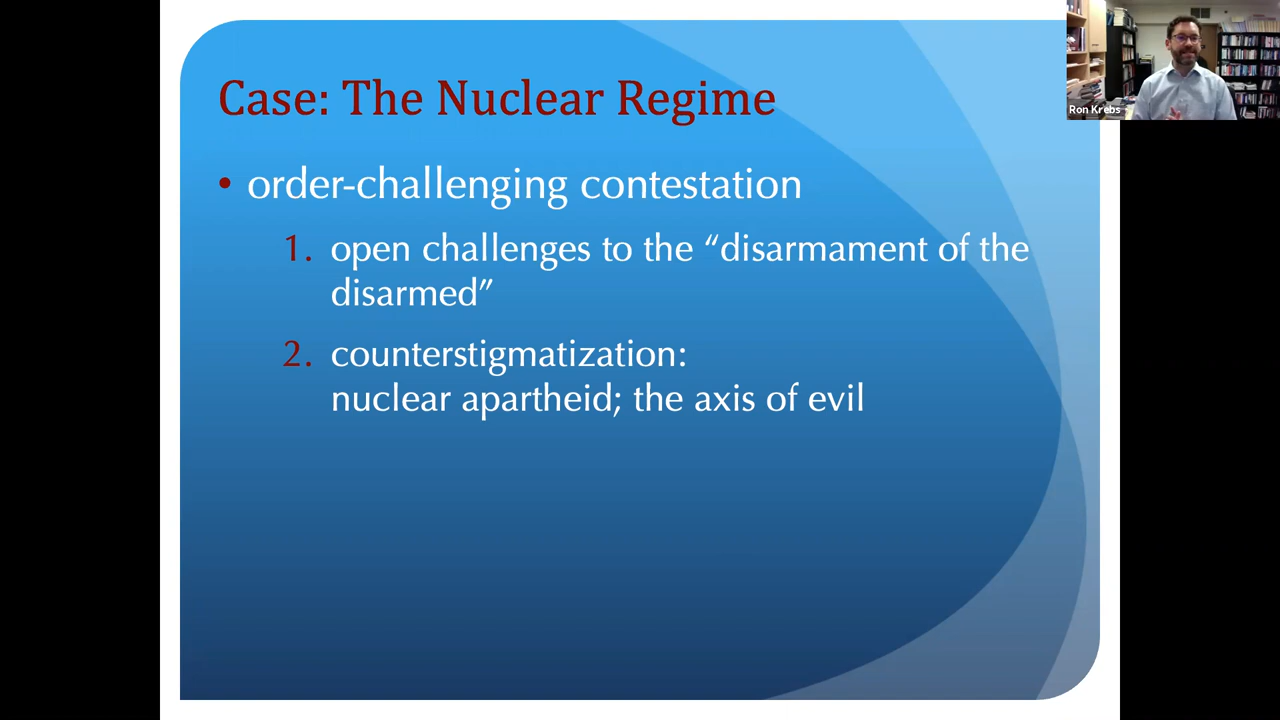 Case: The Nuclear Regime
• order-challenging contestation
1. open challenges to the “disarmament of the
disarmed”
2. counterstigmatization:
nuclear apartheid; the axis of evil
Ron Krebs